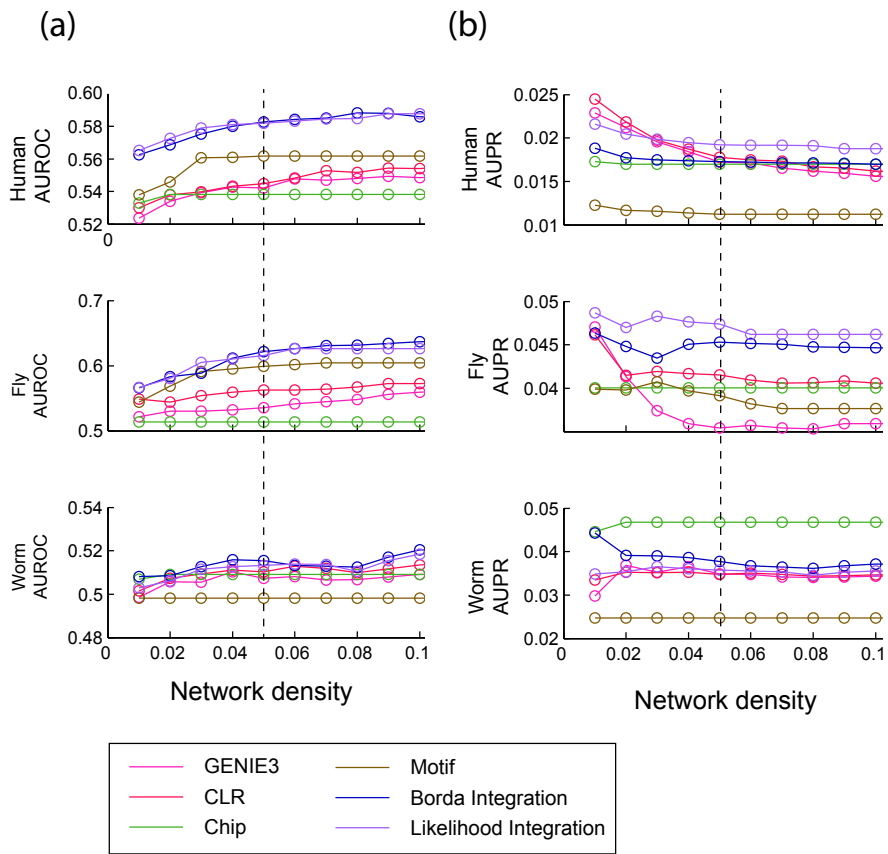 (a)
(b)
Human
AUROC
0.60
0.58
0.56
0.54
0.52
0
Human
AUPR
0.025
0.02
0.015
0.01
Fly
AUROC
0.7
0.6
0.5
Fly
AUPR
0.05
0.045
0.04
Worm
AUROC
0.54
0.52
0.5
0.48
0 0.02 0.04 0.06 0.08 0.1
Network density
Worm
AUPR
0.05
0.04
0.03
0.02
0 0.02 0.04 0.06 0.08 0.1
Network density
GENIE3
CLR
Chip
Motif
Borda Integration
Likelihood Integration